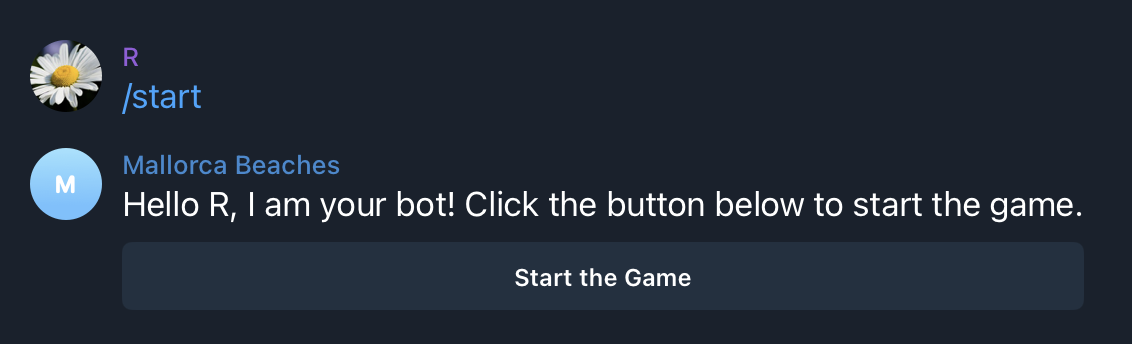 R
/start
M
Mallorca Beaches
Hello R, I am your bot! Click the button below to start the game.
Start the Game